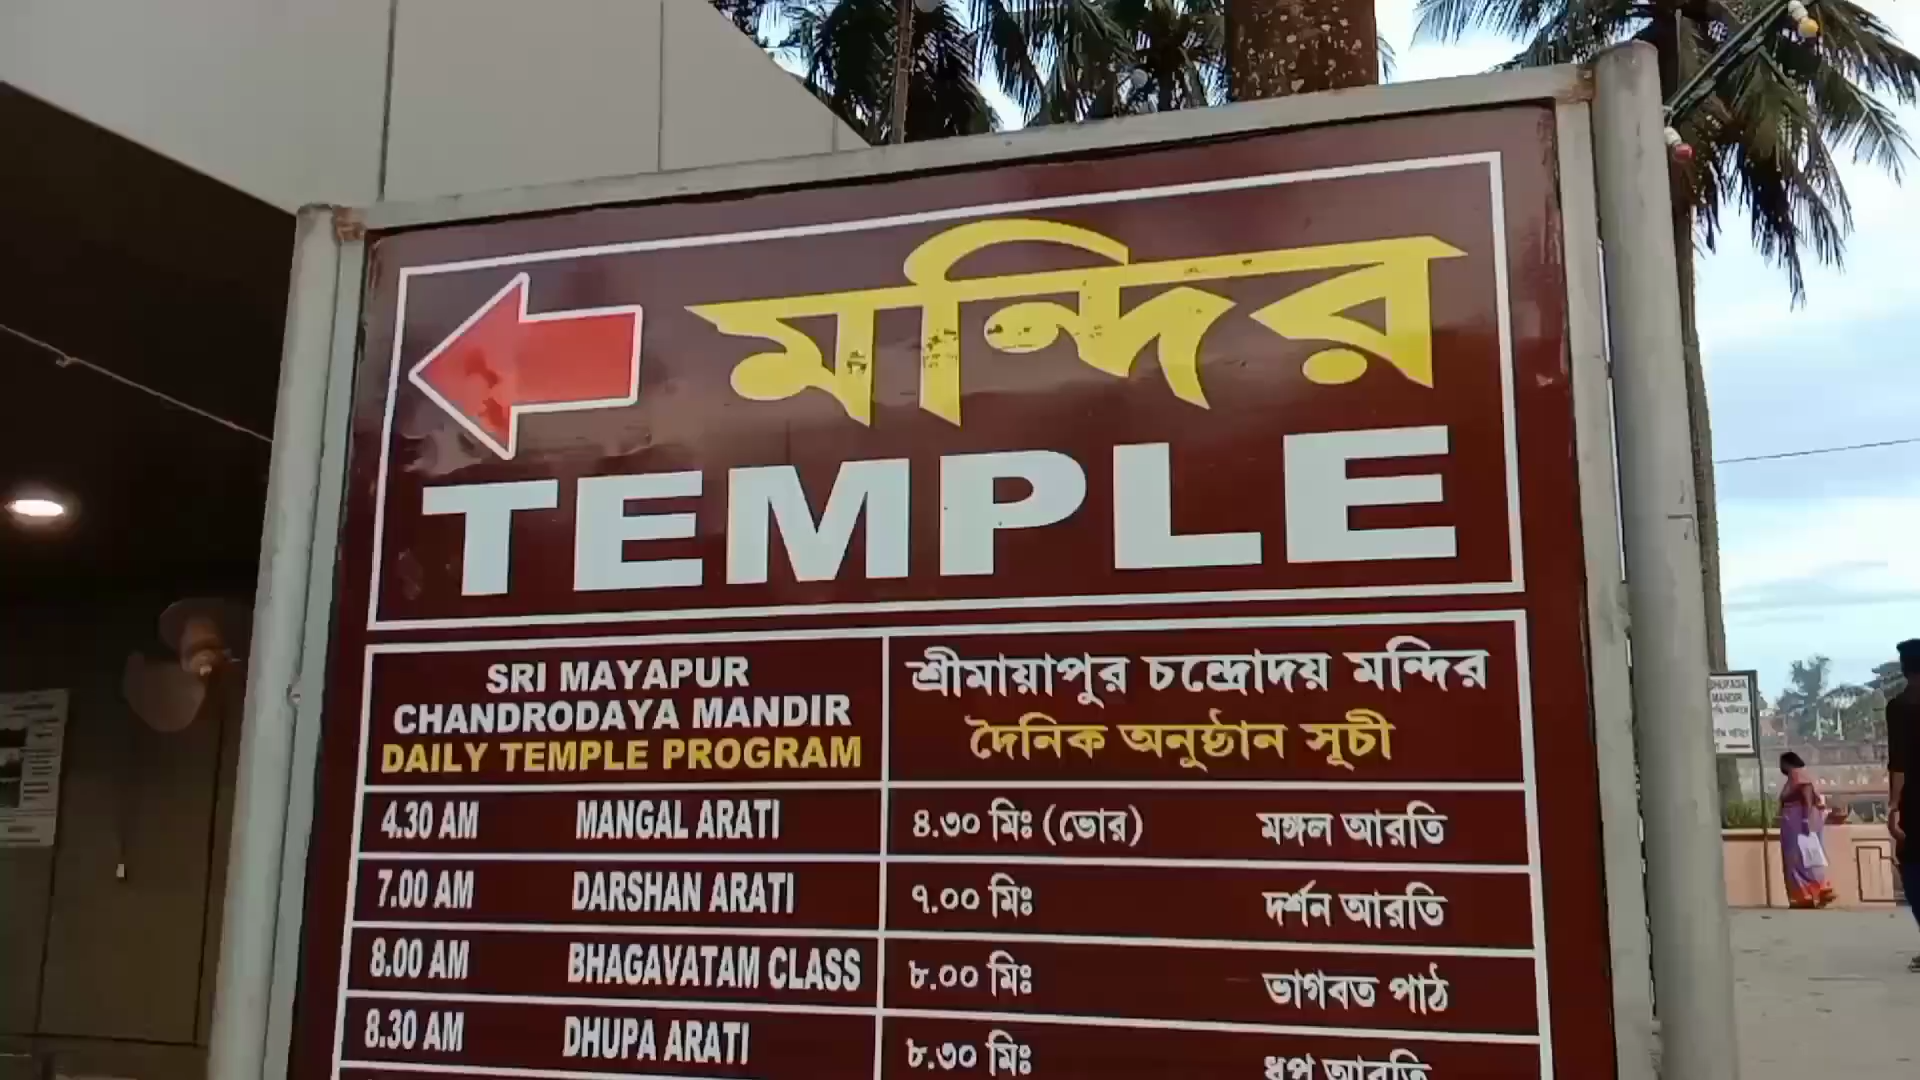 মন্দির
TEMPLE
SRI MAYAPUR
CHANDRODAYA MANDIR
DAILY TEMPLE PROGRAM
শ্রীমায়াপুর চন্দ্রোদয় মন্দির
দৈনিক অনুষ্ঠান সূচী
4.30 AM MANGAL ARATI ৪.৩০ মিঃ (ভোর) মঙ্গল আরতি
7.00 AM DARSHAN ARATI ৭.০০ মিঃ দর্শন আরতি
8.00 AM BHAGAVATAM CLASS ৮.০০ মিঃ ভাগবত পাঠ
8.30 AM DHUPA ARATI ৮.৩০ মিঃ ধূপ আরতি
MANDIR